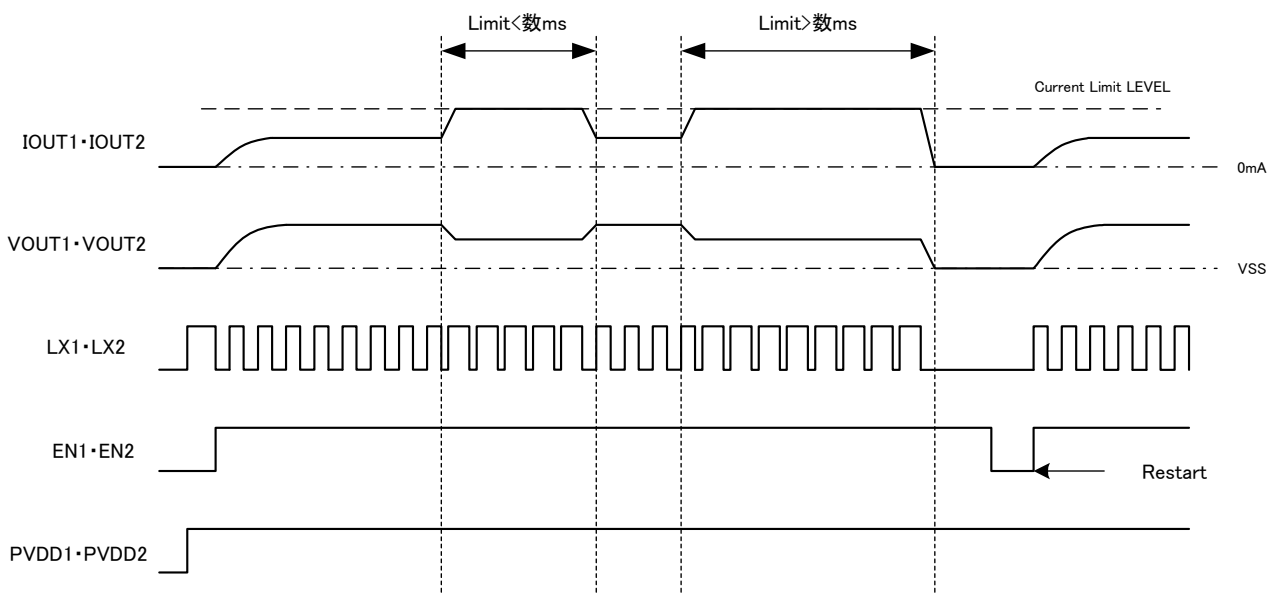 Limit<数ms
Limit>数ms
Current Limit LEVEL
IOUT1・IOUT2
0mA
VOUT1・VOUT2
VSS
LX1・LX2
EN1・EN2
Restart
PVDD1・PVDD2